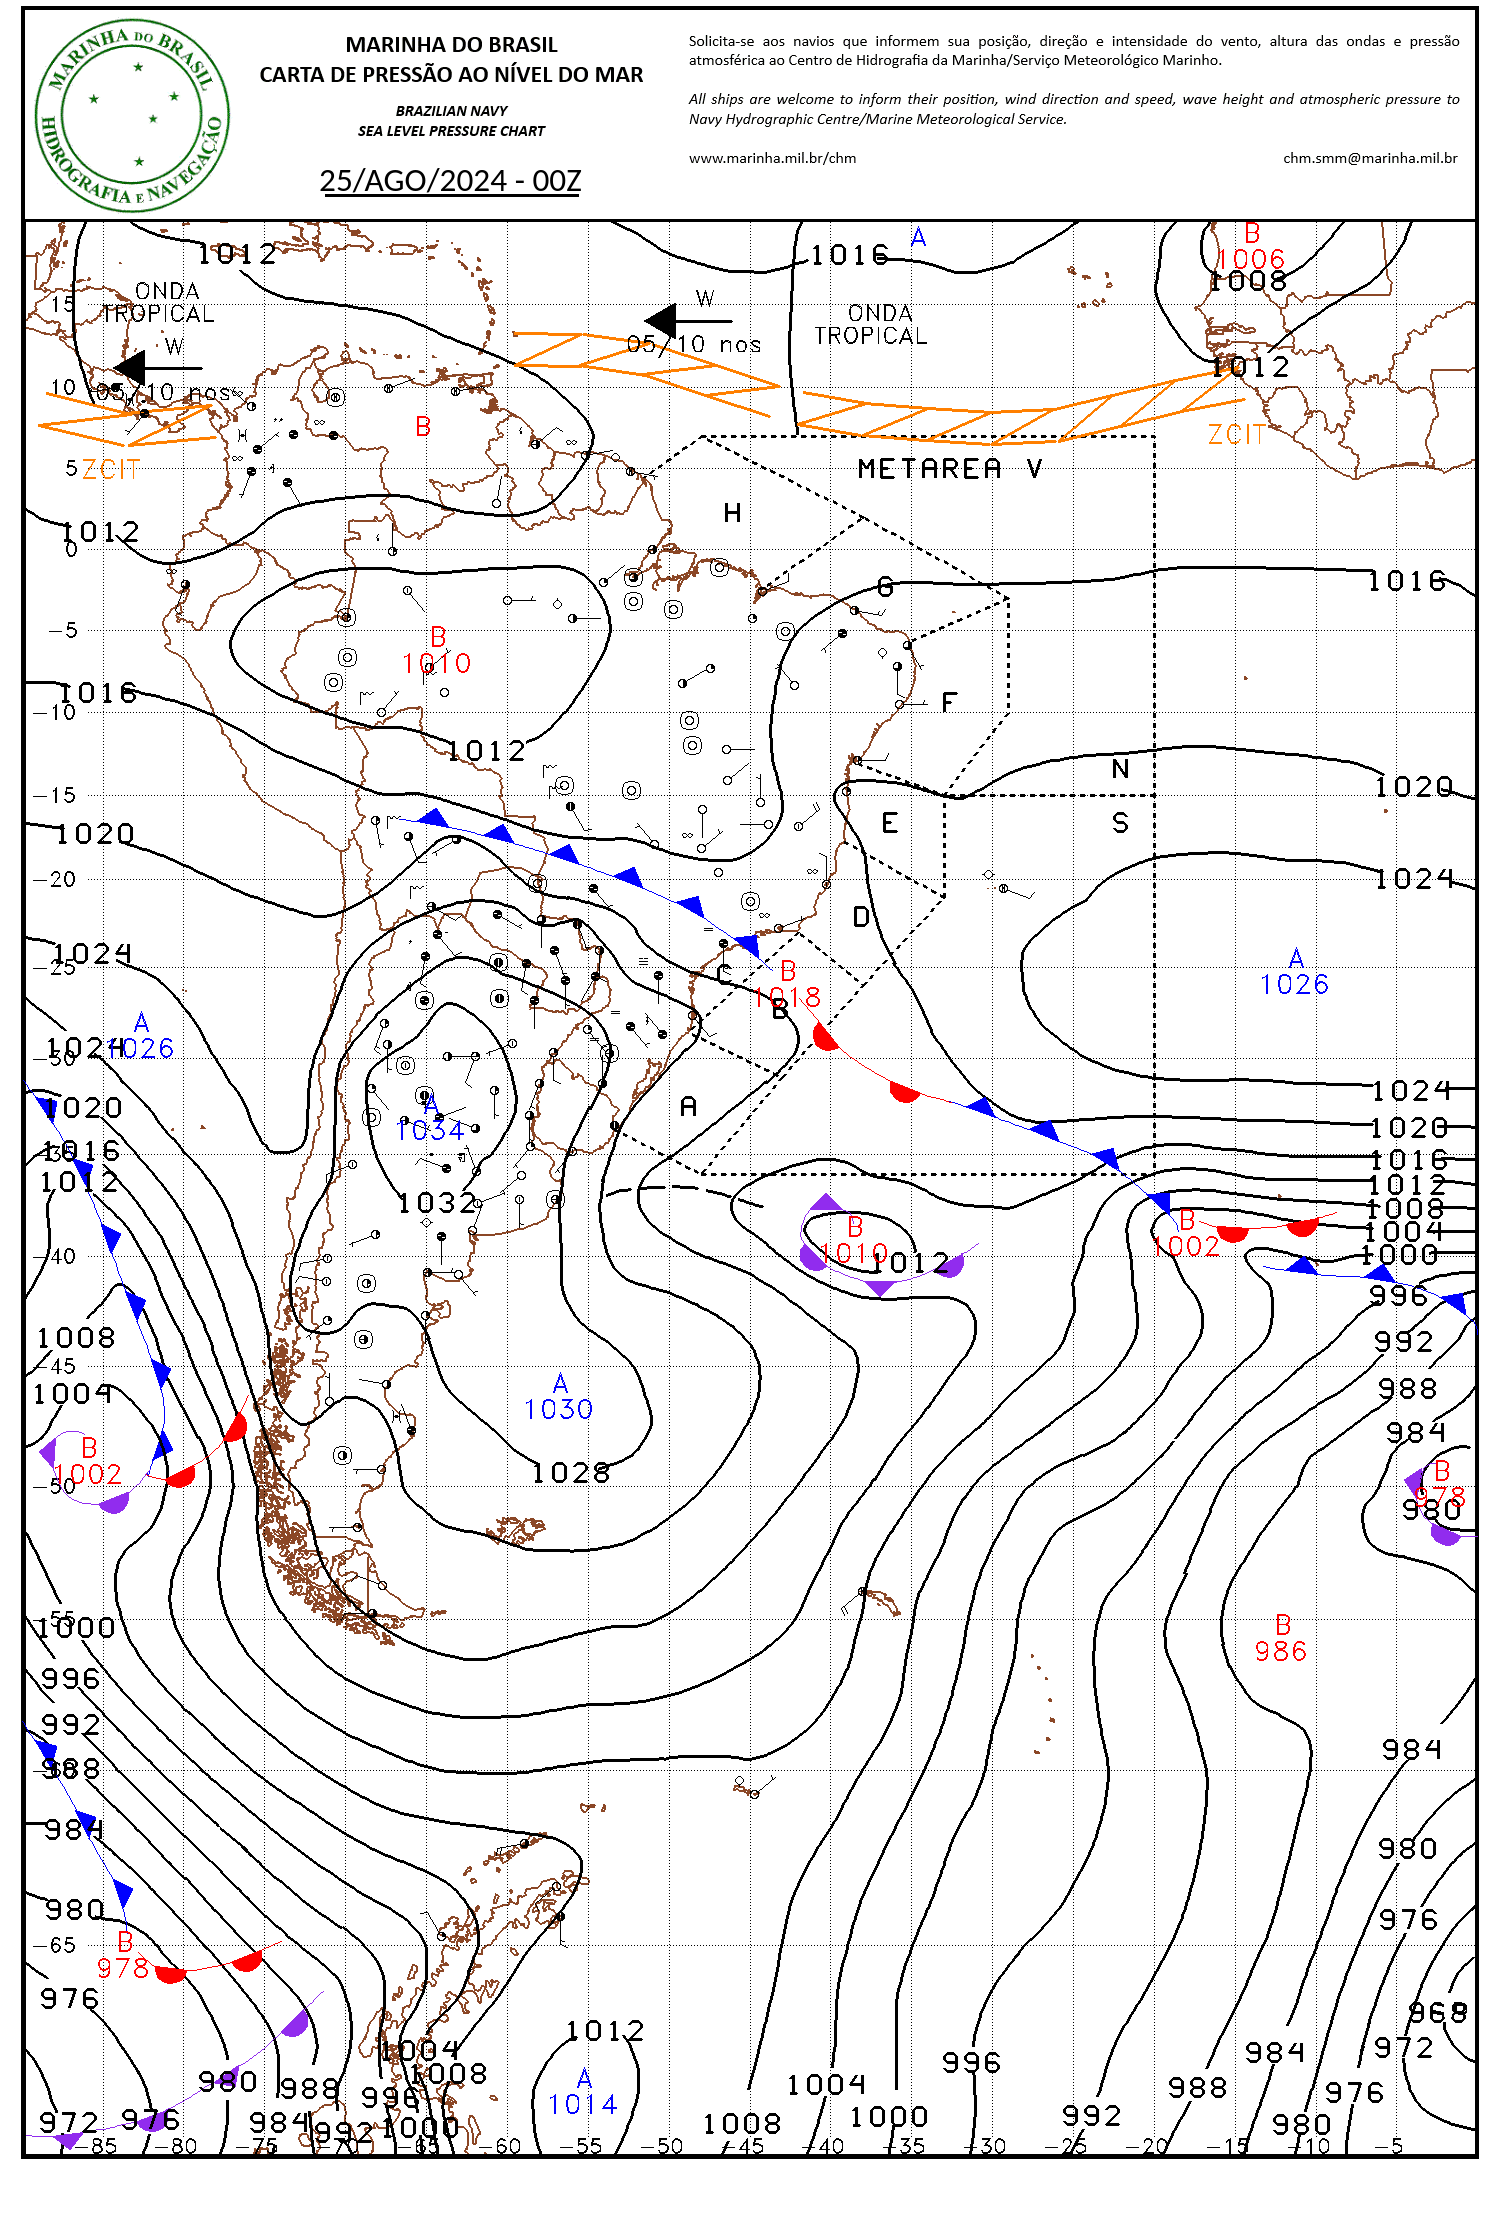 MARINHA DO BRASIL
HIDROGRAFIA E NAVEGAÇÃO
MARINHA DO BRASIL
CARTA DE PRESSÃO AO NÍVEL DO MAR
BRAZILIAN NAVY
SEA LEVEL PRESSURE CHART
25/AGO/2024 - 00Z
Solicita-se aos navios que informem sua posição, direção e intensidade do vento, altura das ondas e pressão
atmosférica ao Centro de Hidrografia da Marinha/Serviço Meteorológico Marinho.
All ships are welcome to inform their position, wind direction and speed, wave height and atmospheric pressure to
Navy Hydrographic Centre/Marine Meteorological Service.
www.marinha.mil.br/chm chm.smm@marinha.mil.br
1012 1016 A B
1006
1008
ONDA
TROPICAL
15
W
05/10 nos
ONDA
TROPICAL
W
05/10 nos
1012
10
B
ZCIT
ZCIT
5
METAREA V
H
1012
0
G
1016
-5
B
1010
1016
F
-10
1012
N
1020
-15
E
S
1020
-20
1024
D
1024
-25
C
B
1018
A
1026
B
A
1026
1024
-30
1020
A
1034
A
1024
1020
1016
-35
1016
1012
1012
1032
1008
B
1010
B
1002
1004
1012
1000
-40
996
1008
992
-45
1004
A
1030
988
984
B
1002
1028
B
978
-50
980
1000
-55
B
986
996
992
984
988
984
980
980
976
B
978
-65
976
968
1012
1004
972
1008
996
984
A
1014
980
988
996
1004
988
976
972
976
984
992
1000
1008
1000
992
980
-85 -80 -75 -70 -65 -60 -55 -50 -45 -40 -35 -30 -25 -20 -15 -10 -5